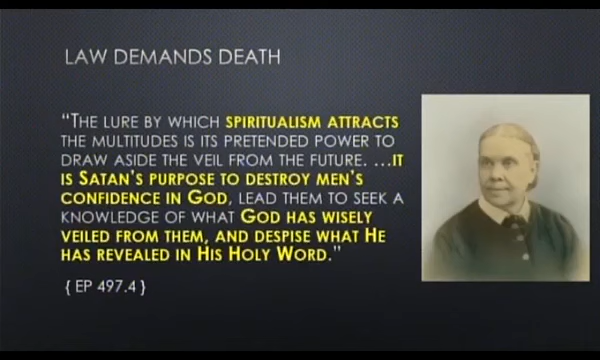 LAW DEMANDS DEATH
“THE LURE BY WHICH SPIRITUALISM ATTRACTS
THE MULTITUDES IS ITS PRETENDED POWER TO
DRAW ASIDE THE VEIL FROM THE FUTURE. …IT
IS SATAN’S PURPOSE TO DESTROY MEN’S
CONFIDENCE IN GOD, LEAD THEM TO SEEK A
KNOWLEDGE OF WHAT GOD HAS WISELY
VEILED FROM THEM, AND DESPISE WHAT HE
HAS REVEALED IN HIS HOLY WORD.”
{ EP 497.4 }